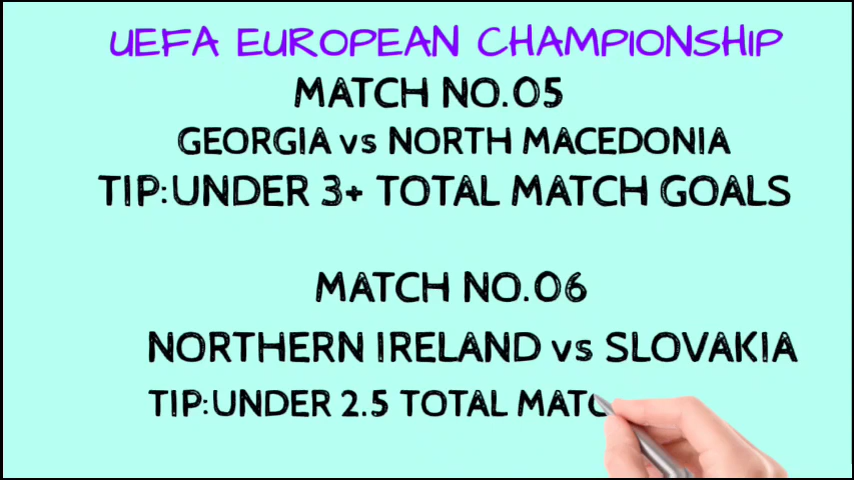 UEFA EUROPEAN CHAMPIONSHIP
MATCH NO.05
GEORGIA vs NORTH MACEDONIA
TIP:UNDER 3+ TOTAL MATCH GOALS
MATCH NO.06
NORTHERN IRELAND vs SLOVAKIA
TIP:UNDER 2.5 TOTAL MATC